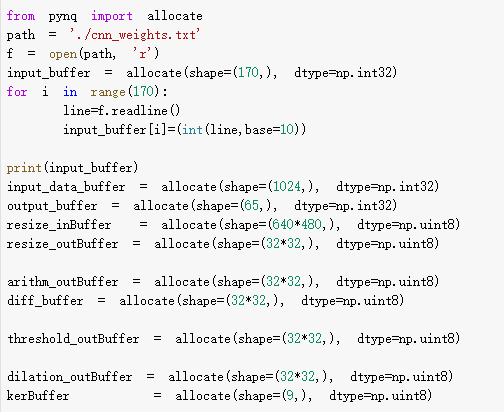 from pynq import allocate
path = './cnn_weights.txt'
f = open(path, 'r')
input_buffer = allocate(shape=(170,), dtype=np.int32)
for i in range(170):
line=f.readline()
input_buffer[i]=(int(line,base=10))
print(input_buffer)
input_data_buffer = allocate(shape=(1024,), dtype=np.int32)
output_buffer = allocate(shape=(65,), dtype=np.int32)
resize_inBuffer = allocate(shape=(640*480,), dtype=np.uint8)
resize_outBuffer = allocate(shape=(32*32,), dtype=np.uint8)
arithm_outBuffer = allocate(shape=(32*32,), dtype=np.uint8)
diff_buffer = allocate(shape=(32*32,), dtype=np.uint8)
threshold_outBuffer = allocate(shape=(32*32,), dtype=np.uint8)
dilation_outBuffer = allocate(shape=(32*32,), dtype=np.uint8)
kerBuffer = allocate(shape=(9,), dtype=np.uint8)